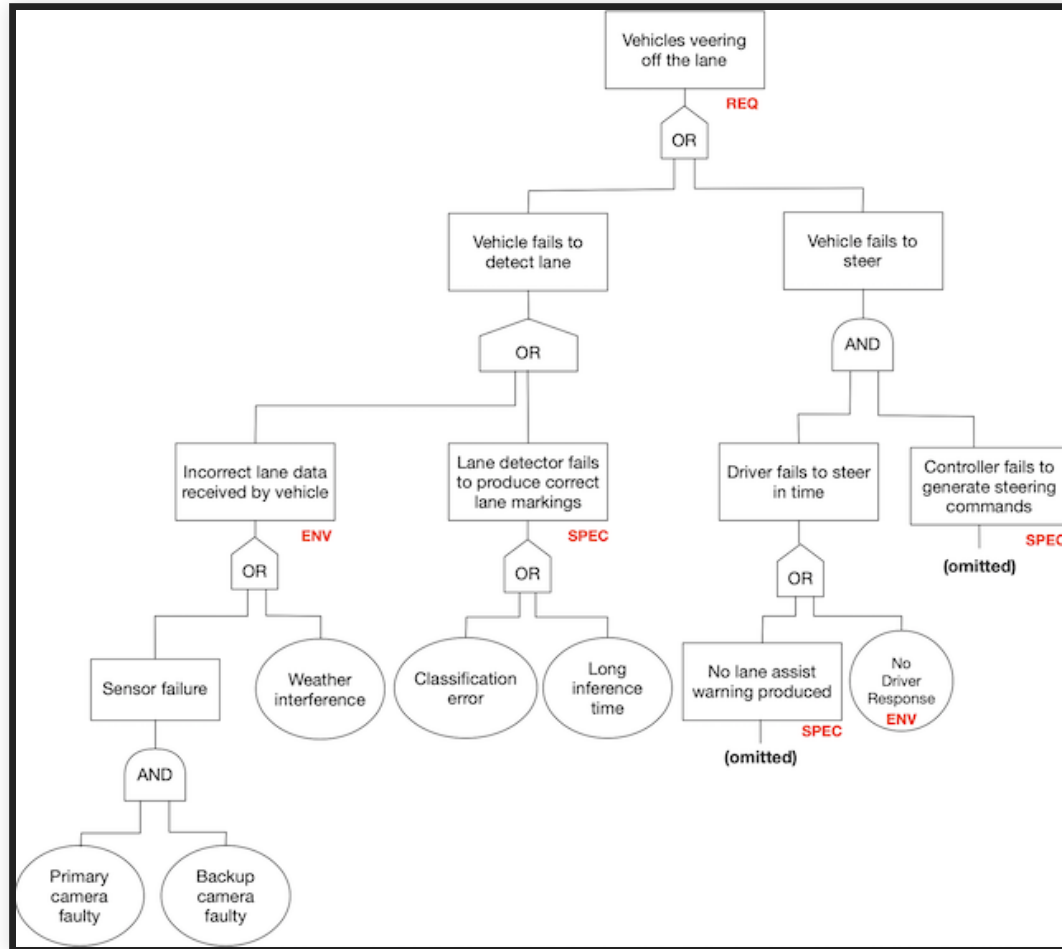 Vehicles veering
off the lane
REQ
OR
Vehicle fails to
detect lane
Vehicle fails to
steer
OR
AND
Incorrect lane data
received by vehicle
ENV
Lane detector fails
to produce correct
lane markings
SPEC
Driver fails to steer
in time
Controller fails to
generate steering
commands
SPEC
(omitted)
OR
OR
OR
Sensor failure
Weather
interference
Classification
error
Long
inference
time
No lane assist
warning produced
SPEC
(omitted)
No
Driver
Response
ENV
AND
Primary
camera
faulty
Backup
camera
faulty